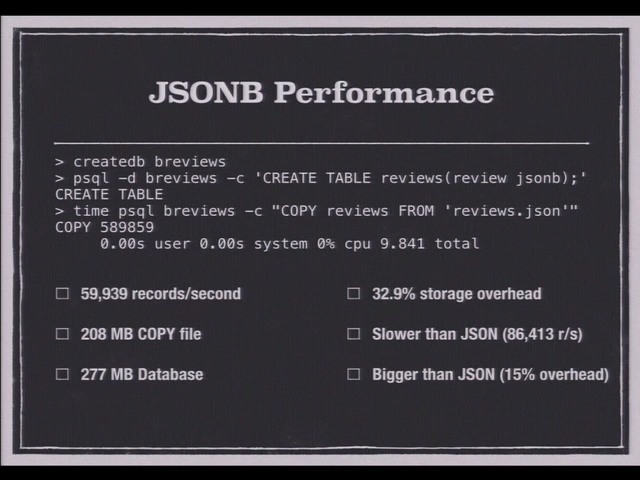 JSONB Performance
> createdb breviews
> psql -d breviews -c 'CREATE TABLE reviews(review jsonb);'
CREATE TABLE
> time psql breviews -c "COPY reviews FROM 'reviews.json'"
COPY 589859
0.00s user 0.00s system 0% cpu 9.841 total
59,939 records/second
208 MB COPY file
277 MB Database
32.9% storage overhead
Slower than JSON (86,413 r/s)
Bigger than JSON (15% overhead)